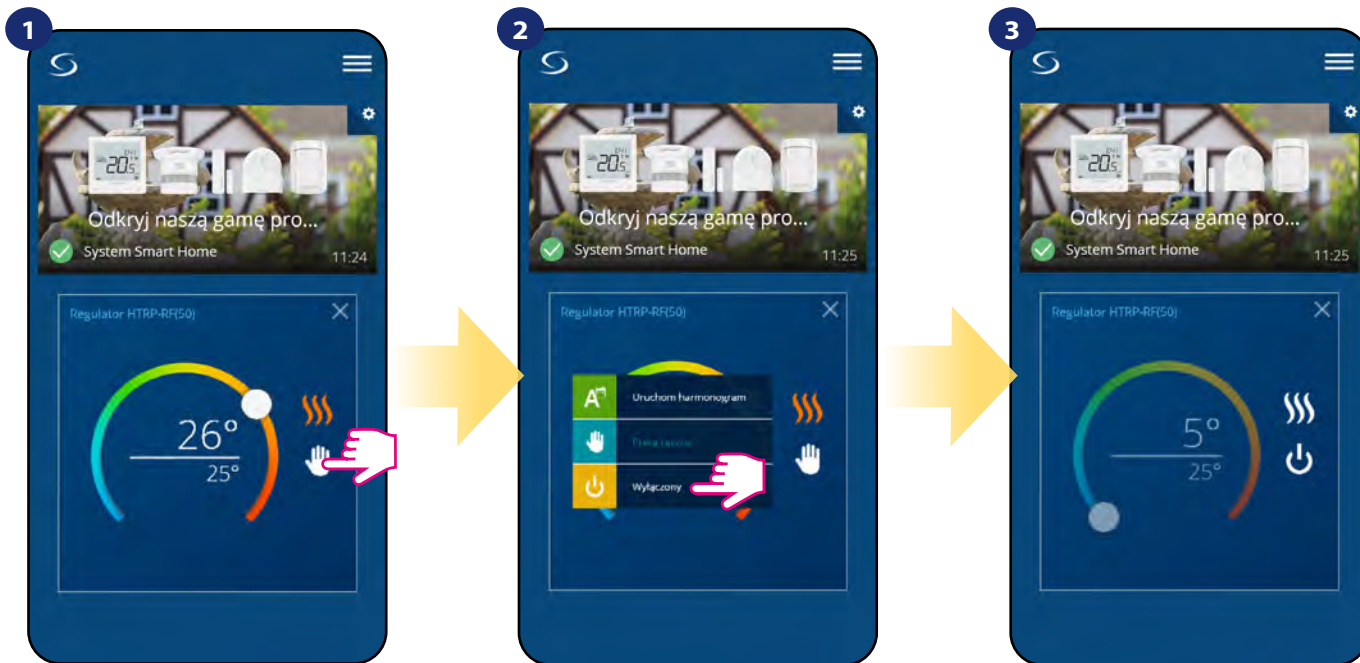 1
Odkryj naszą gamę pro...
System Smart Home
11:24
Regulator HTRP-RF(50)
26°
25°
2
Odkryj naszą gamę pro...
System Smart Home
11:25
Regulator HTRP-RF(50)
A Uruchom harmonogram
Wyłączony
3
Odkryj naszą gamę pro...
System Smart Home
11:25
Regulator HTRP-RF(50)
5°
25°